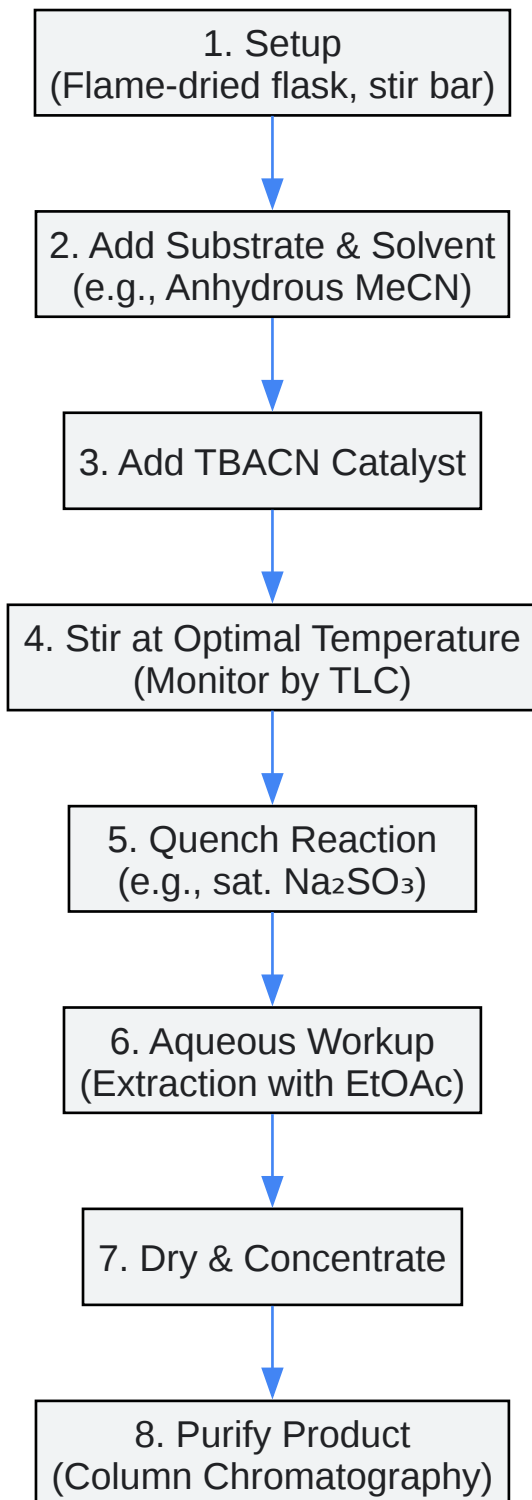 1. Setup
(Flame-dried flask, stir bar)
2. Add Substrate & Solvent
(e.g., Anhydrous MeCN)
3. Add TBACN Catalyst
4. Stir at Optimal Temperature
(Monitor by TLC)
5. Quench Reaction
(e.g., sat. Na₂SO₃)
6. Aqueous Workup
(Extraction with EtOAc)
7. Dry & Concentrate
8. Purify Product
(Column Chromatography)